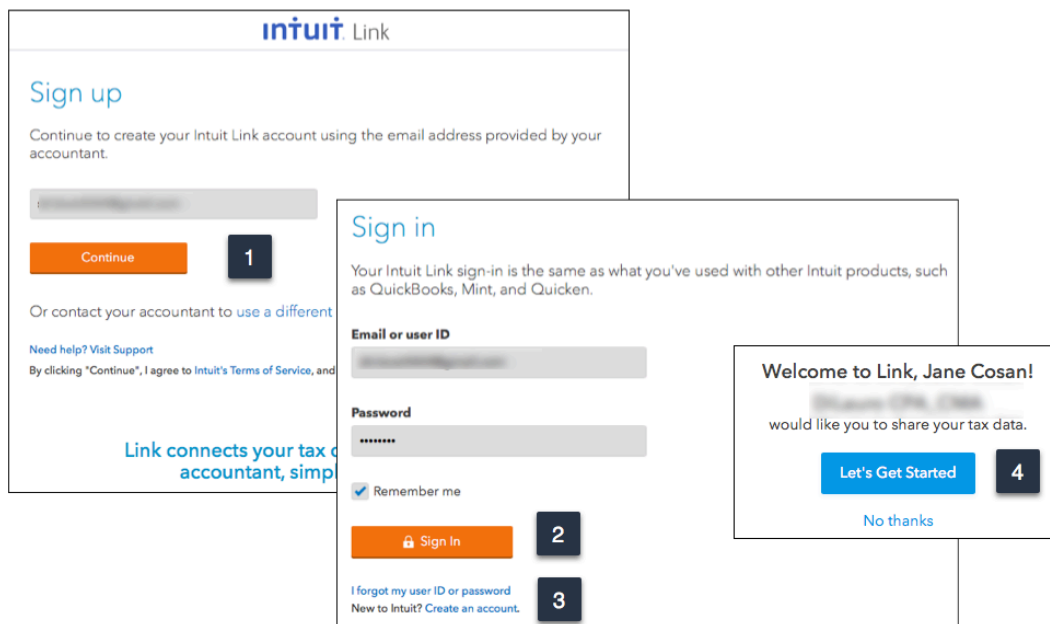 intuit Link
Sign up
Continue to create your Intuit Link account using the email address provided by your
accountant.
Continue
1
Or contact your accountant to use a different
Need help? Visit Support
By clicking "Continue", I agree to Intuit's Terms of Service, and
Link connects your tax
accountant, simpl
Sign in
Your Intuit Link sign-in is the same as what you've used with other Intuit products, such
as QuickBooks, Mint, and Quicken.
Email or user ID
Password
••••••••
Remember me
Sign In
2
I forgot my user ID or password
New to Intuit? Create an account.
3
Welcome to Link, Jane Cosan!
would like you to share your tax data.
Let's Get Started
4
No thanks